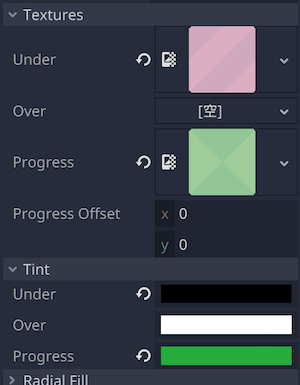 Textures
Under
Over [空]
Progress
Progress Offset x 0
y 0
Tint
Under
Over
Progress
Radial Fill